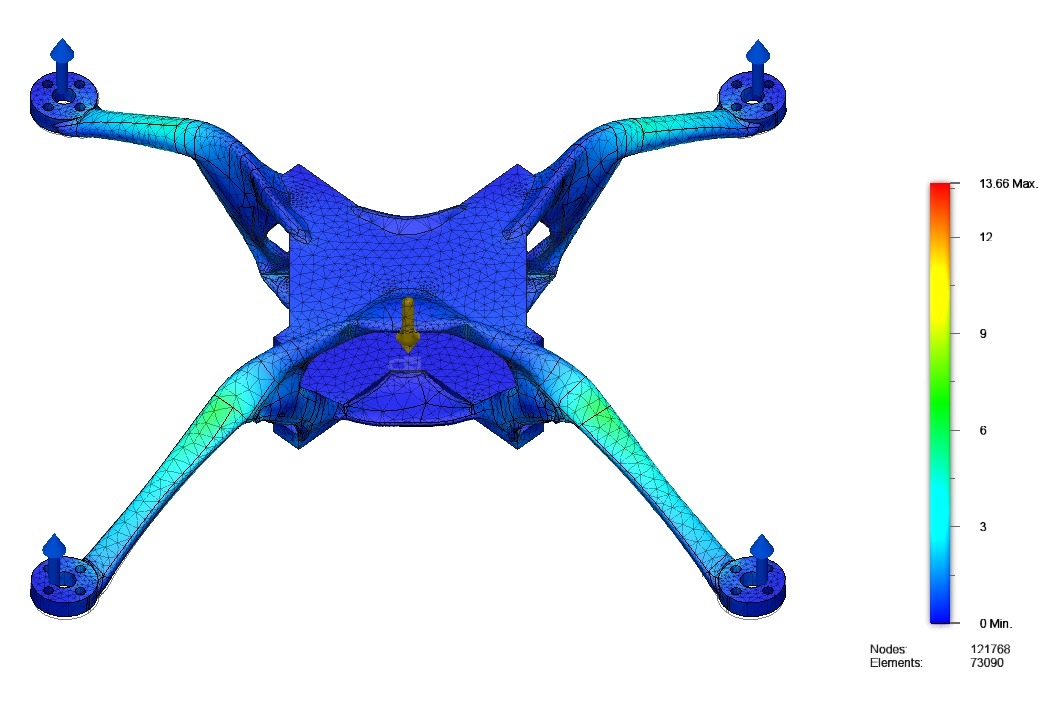 13.66 Max.
12
9
6
3
0 Min.
Nodes: 121768
Elements: 73090